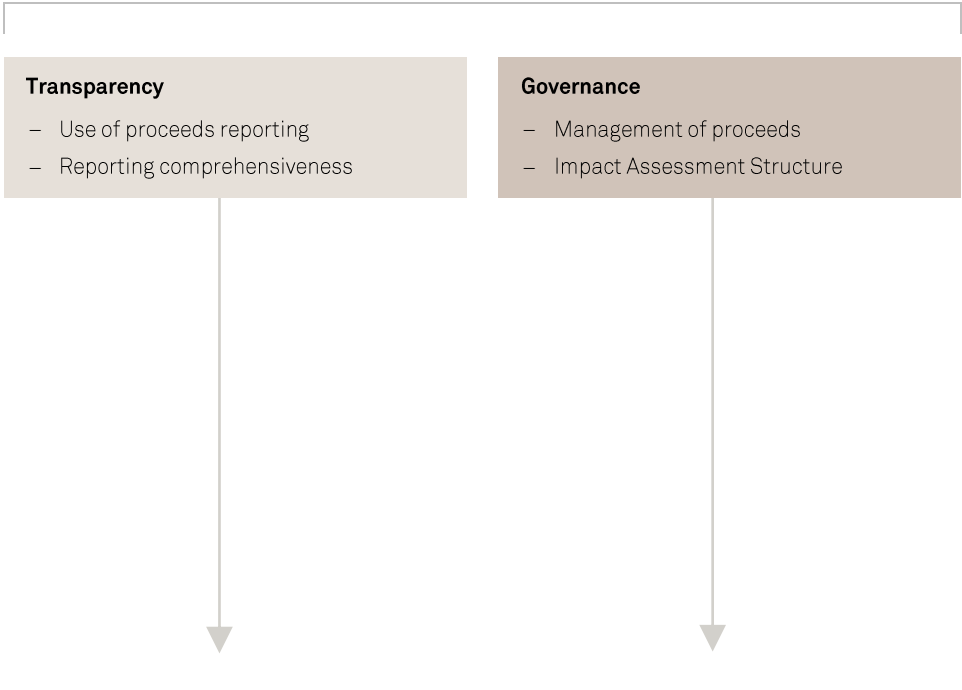 Transparency
– Use of proceeds reporting
– Reporting comprehensiveness
Governance
– Management of proceeds
– Impact Assessment Structure